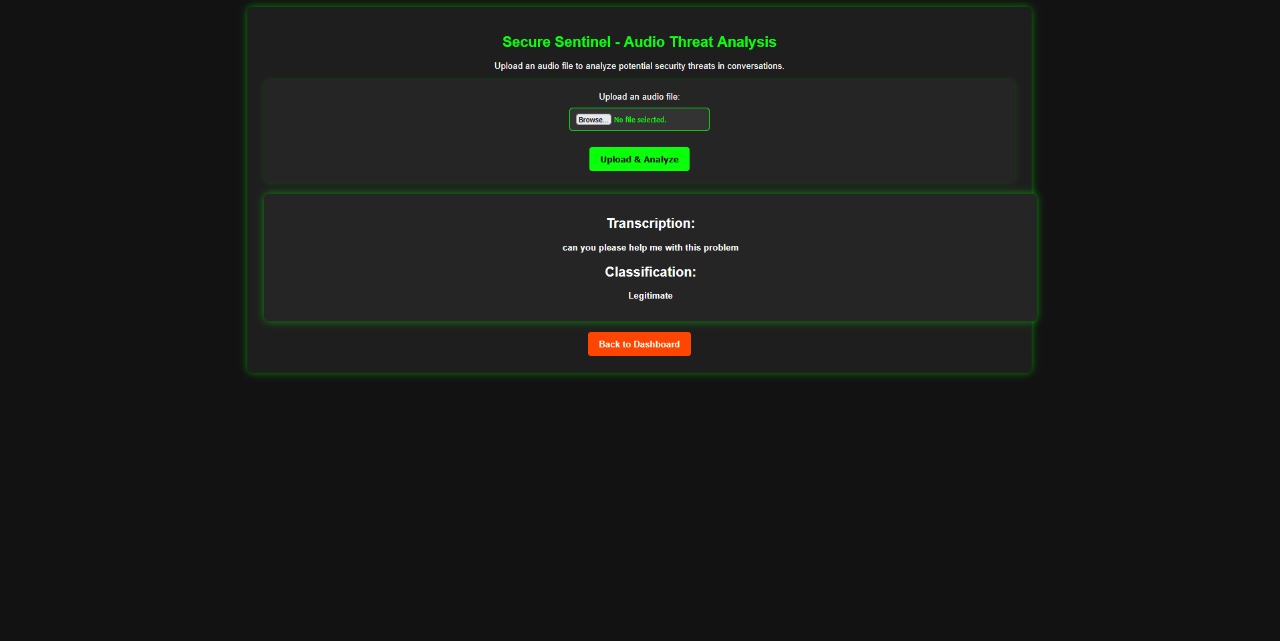 Secure Sentinel - Audio Threat Analysis
Upload an audio file to analyze potential security threats in conversations.
Upload an audio file:
Browse... No file selected.
Upload & Analyze
Transcription:
can you please help me with this problem
Classification:
Legitimate
Back to Dashboard